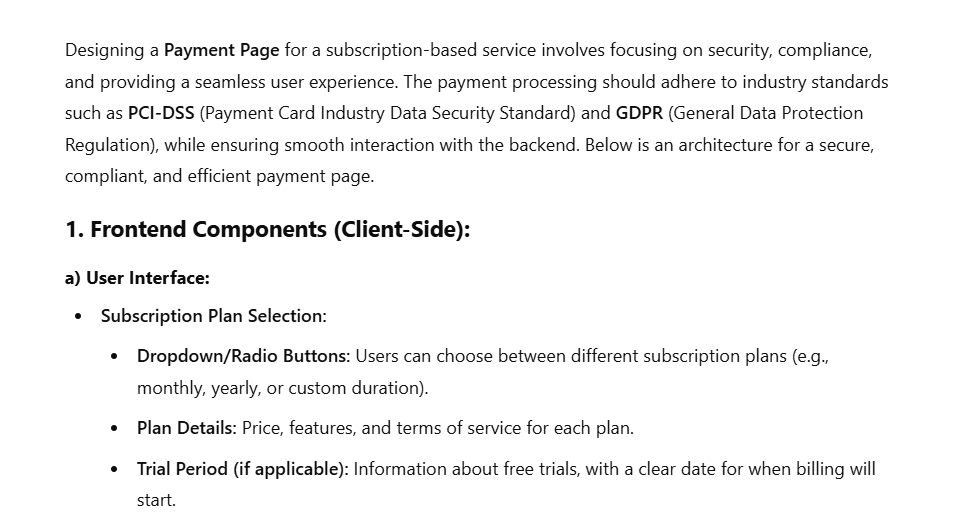 Designing a Payment Page for a subscription-based service involves focusing on security, compliance,
and providing a seamless user experience. The payment processing should adhere to industry standards
such as PCI-DSS (Payment Card Industry Data Security Standard) and GDPR (General Data Protection
Regulation), while ensuring smooth interaction with the backend. Below is an architecture for a secure,
compliant, and efficient payment page.
1. Frontend Components (Client-Side):
a) User Interface:
• Subscription Plan Selection:
• Dropdown/Radio Buttons: Users can choose between different subscription plans (e.g.,
monthly, yearly, or custom duration).
• Plan Details: Price, features, and terms of service for each plan.
• Trial Period (if applicable): Information about free trials, with a clear date for when billing will
start.